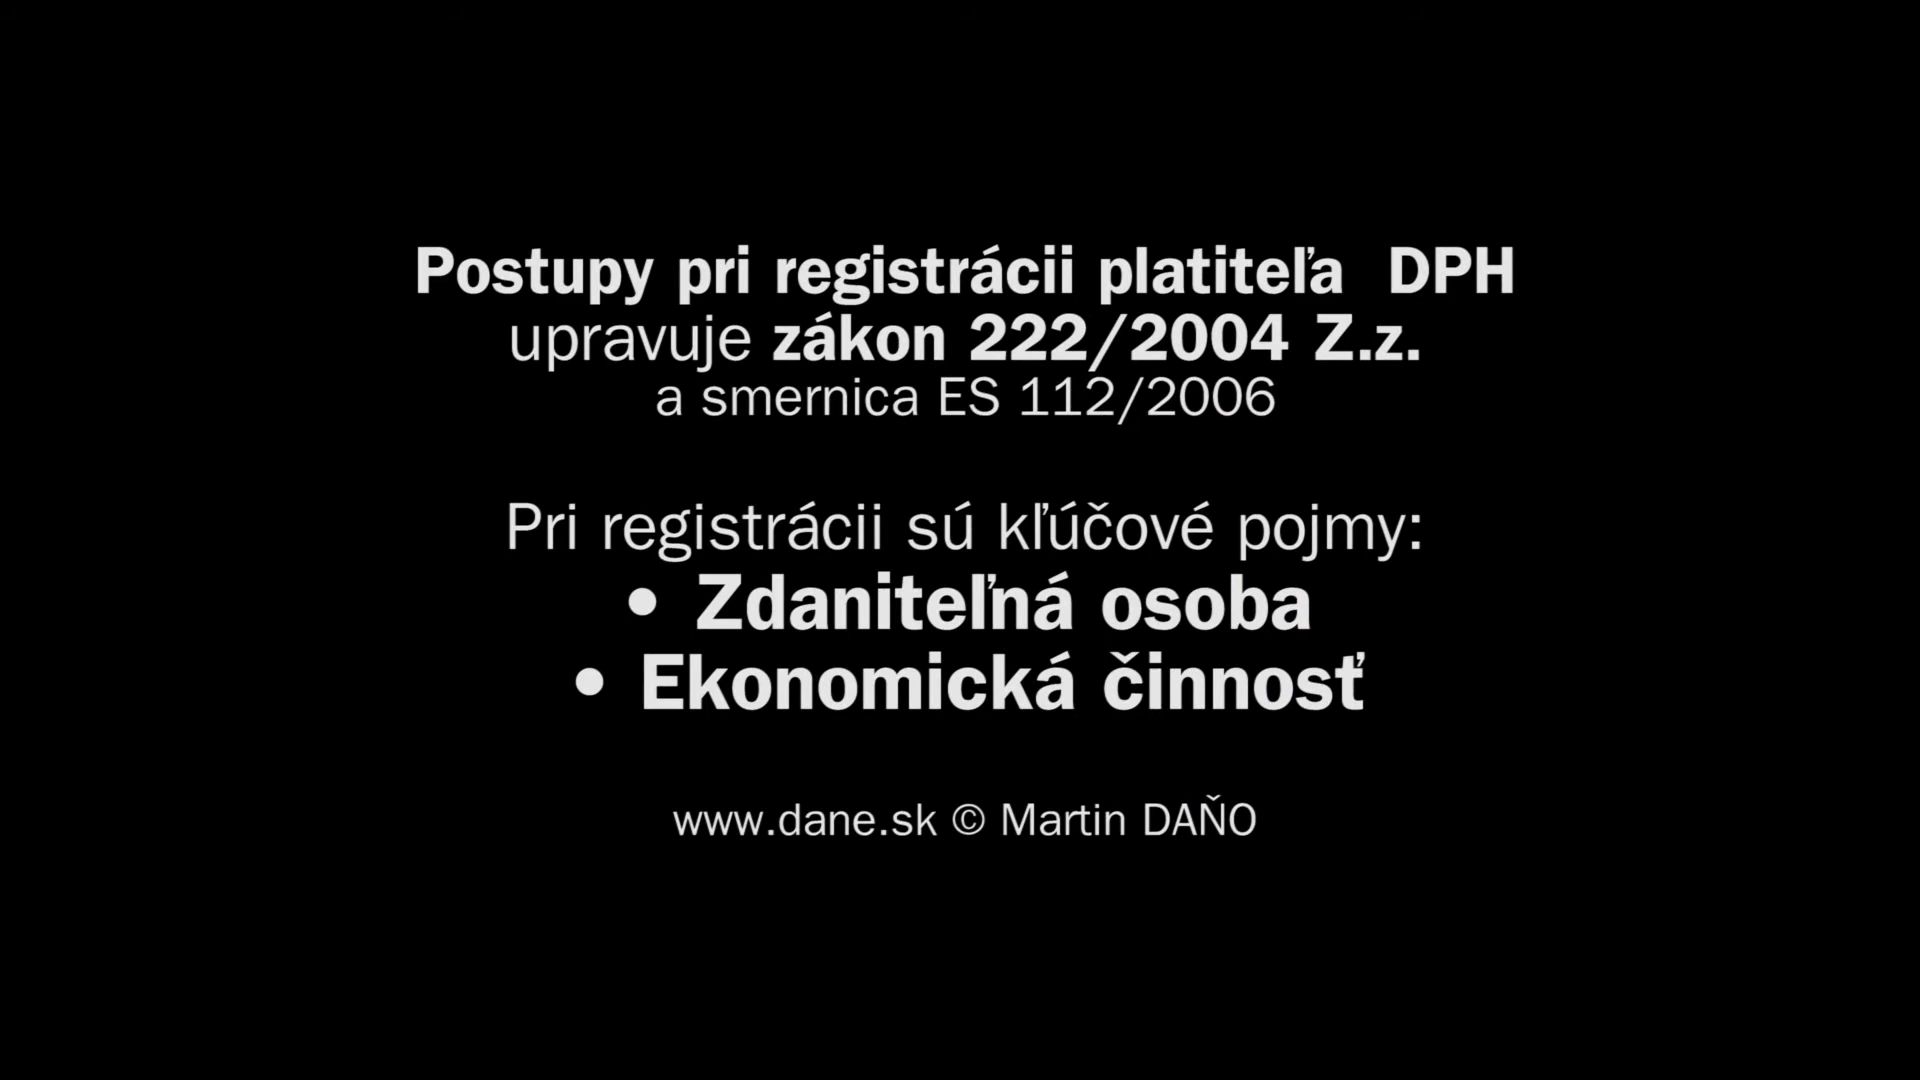 Postupy pri registrácii platiteľa DPH
upravuje zákon 222/2004 Z.z.
a smernica ES 112/2006
Pri registrácii sú kľúčové pojmy:
• Zdaniteľná osoba
• Ekonomická činnosť
www.dane.sk © Martin DAŇO